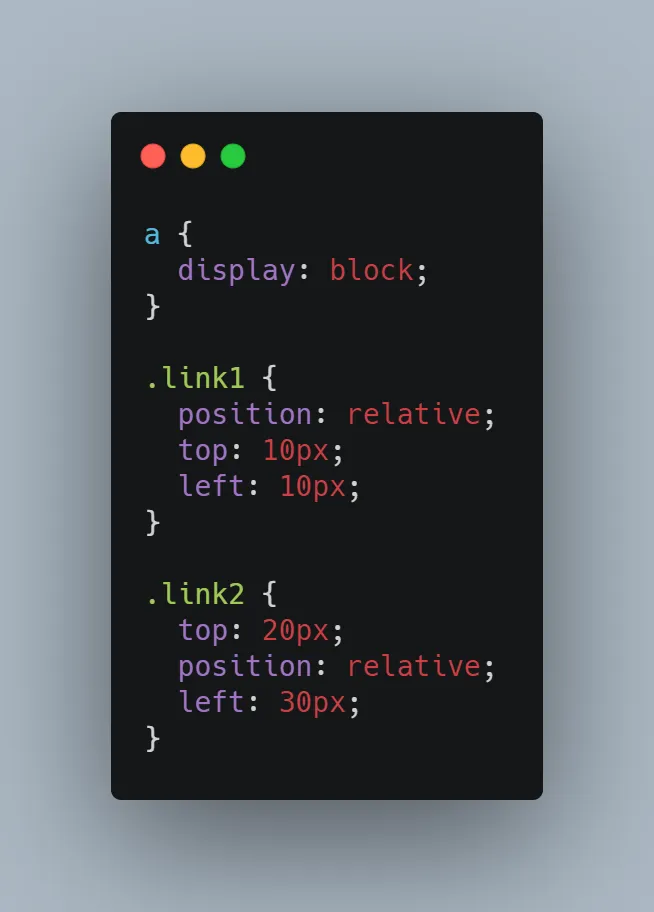 a {
  display: block;
}

.link1 {
  position: relative;
  top: 10px;
  left: 10px;
}

.link2 {
  top: 20px;
  position: relative;
  left: 30px;
}